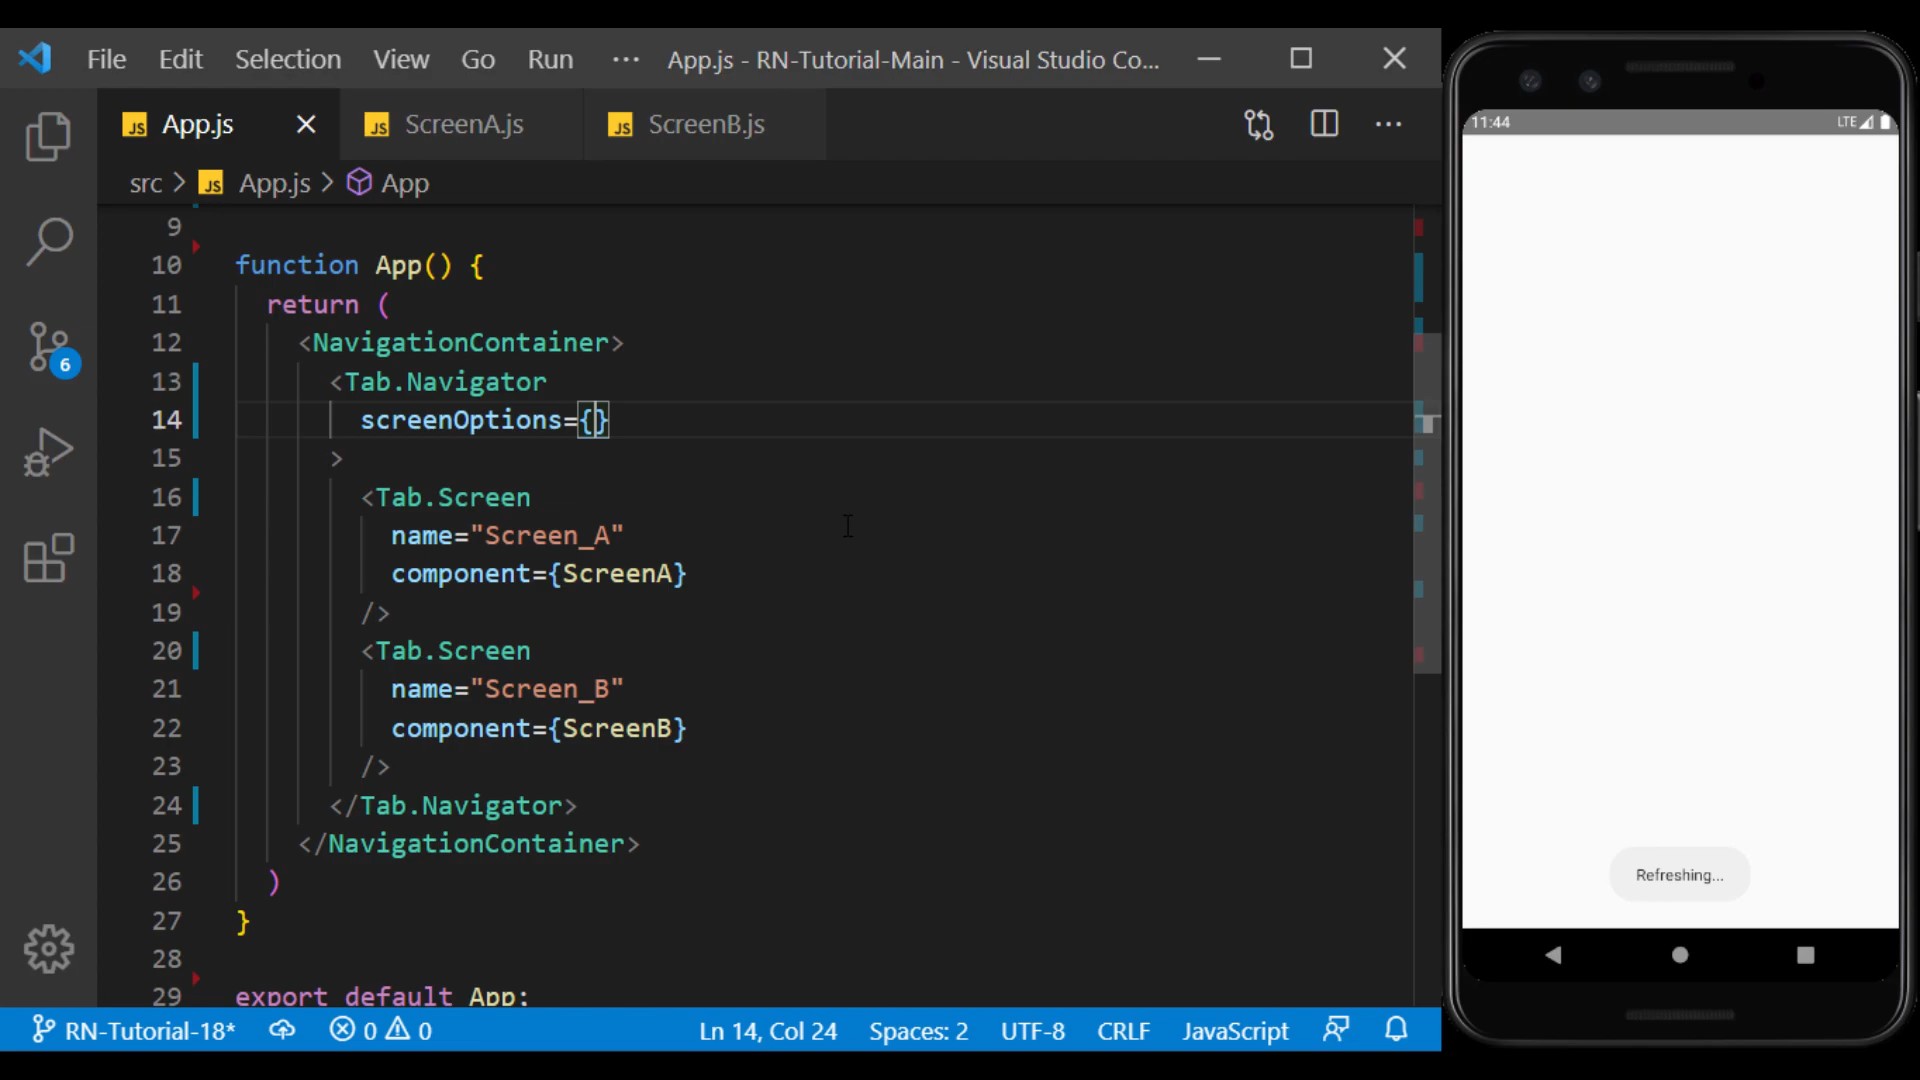 File Edit Selection View Go Run ··· App.js - RN-Tutorial-Main - Visual Studio Co...
JS App.js JS ScreenA.js JS ScreenB.js
src > JS App.js > App
9
10 function App() {
11 return (
12 <NavigationContainer>
13 <Tab.Navigator
14 screenOptions={}
15 >
16 <Tab.Screen
17 name="Screen_A"
18 component={ScreenA}
19 />
20 <Tab.Screen
21 name="Screen_B"
22 component={ScreenB}
23 />
24 </Tab.Navigator>
25 </NavigationContainer>
26 )
27 }
28
29 export default App;
6
RN-Tutorial-18* 0 0 Ln 14, Col 24 Spaces: 2 UTF-8 CRLF JavaScript
11:44 LTE
Refreshing...